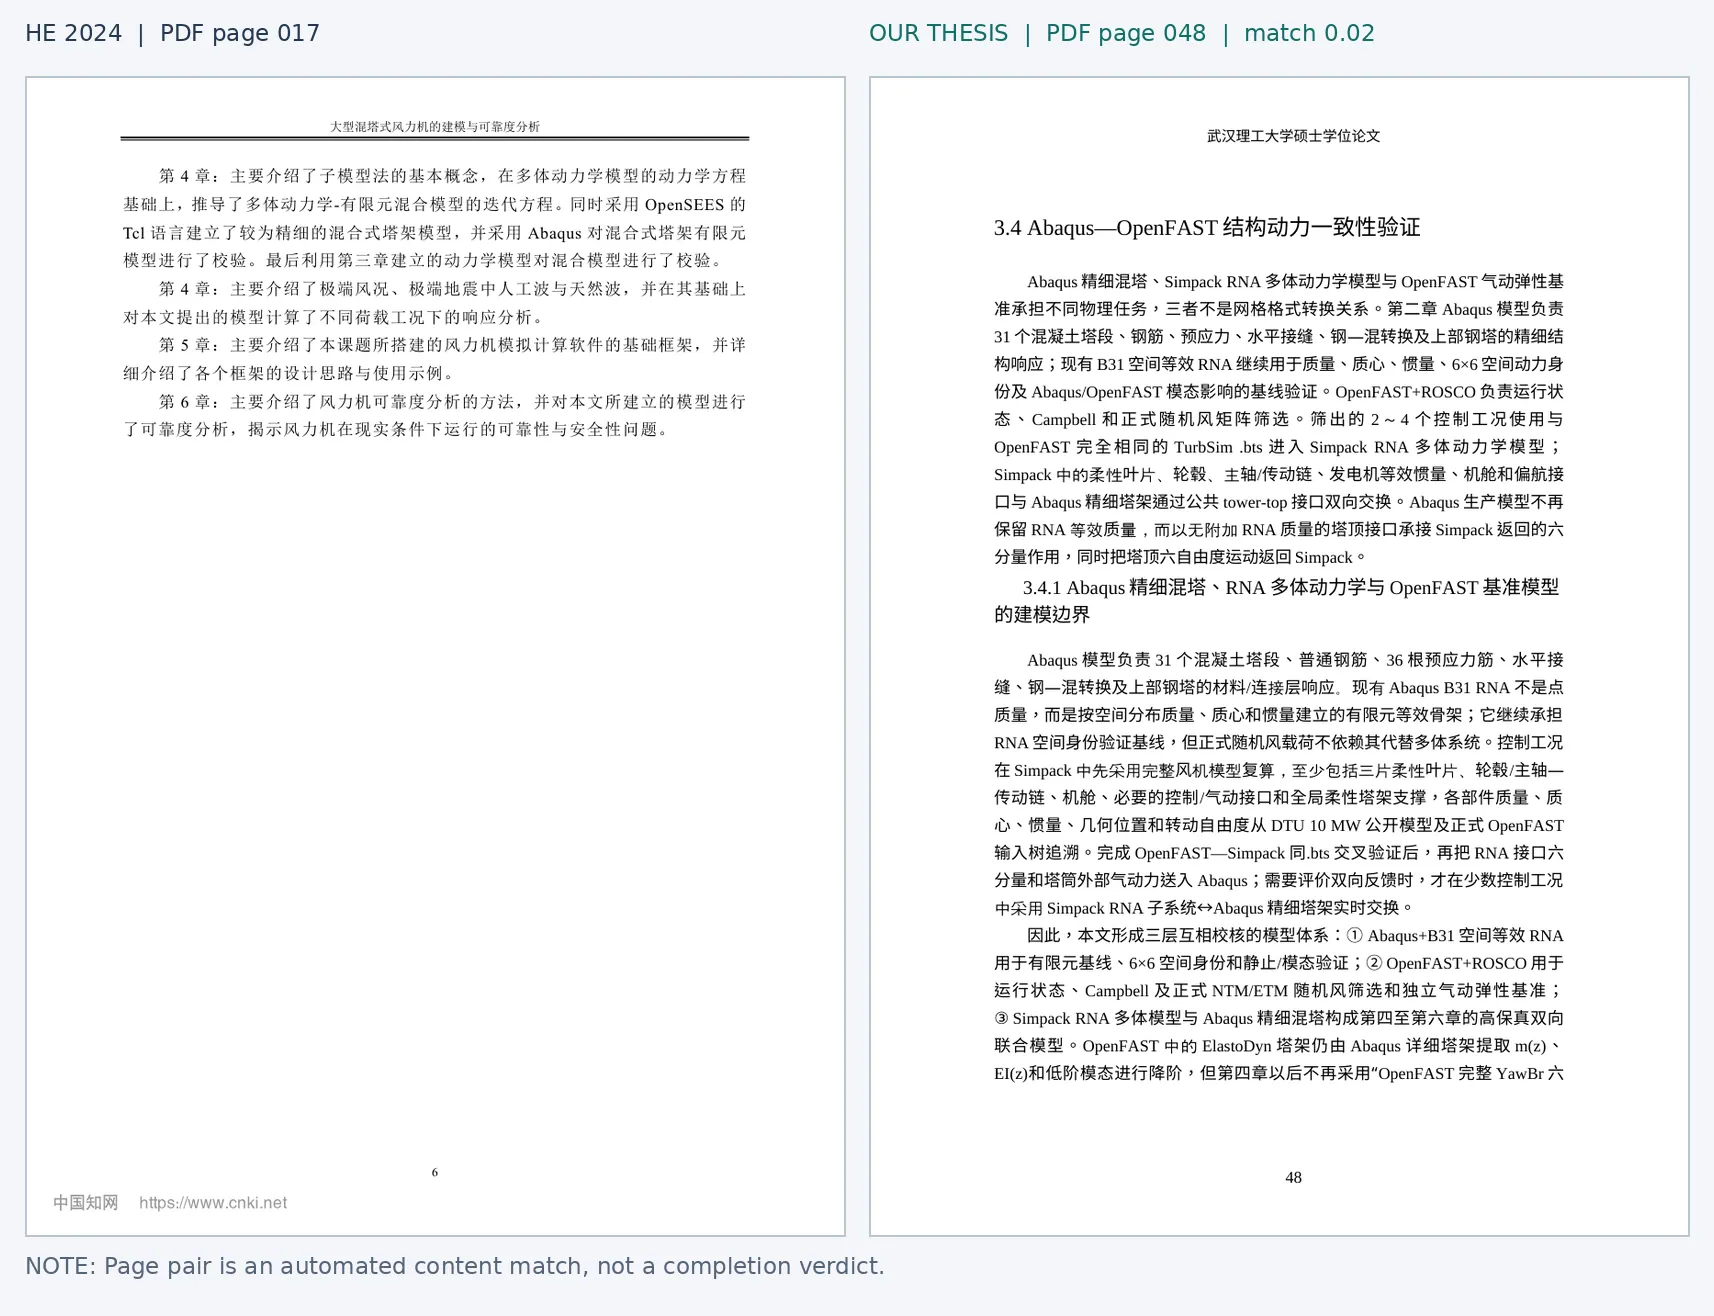 HE 2024 | PDF page 017
大型混塔式风力机的建模与可靠度分析
第 4 章：主要介绍了子模型法的基本概念，在多体动力学模型的动力学方程
基础上，推导了多体动力学-有限元混合模型的迭代方程。同时采用 OpenSEES 的
Tcl 语言建立了较为精细的混合式塔架模型，并采用 Abaqus 对混合式塔架有限元
模型进行了校验。最后利用第三章建立的动力学模型对混合模型进行了校验。
第 4 章：主要介绍了极端风况、极端地震中人工波与天然波，并在其基础上
对本文提出的模型计算了不同荷载工况下的响应分析。
第 5 章：主要介绍了本课题所搭建的风力机模拟计算软件的基础框架，并详
细介绍了各个框架的设计思路与使用示例。
第 6 章：主要介绍了风力机可靠度分析的方法，并对本文所建立的模型进行
了可靠度分析，揭示风力机在现实条件下运行的可靠性与安全性问题。
6
中国知网 https://www.cnki.net
OUR THESIS | PDF page 048 | match 0.02
武汉理工大学硕士学位论文
3.4 Abaqus—OpenFAST 结构动力一致性验证
Abaqus 精细混塔、Simpack RNA 多体动力学模型与 OpenFAST 气动弹性基
准承担不同物理任务，三者不是网格格式转换关系。第二章 Abaqus 模型负责
31 个混凝土塔段、钢筋、预应力、水平接缝、钢—混转换及上部钢塔的精细结
构响应；现有 B31 空间等效 RNA 继续用于质量、质心、惯量、6×6 空间动力身
份及 Abaqus/OpenFAST 模态影响的基线验证。OpenFAST+ROSCO 负责运行状
态、Campbell 和正式随机风矩阵筛选。筛出的 2～4 个控制工况使用与
OpenFAST 完全相同的 TurbSim .bts 进入 Simpack RNA 多体动力学模型；
Simpack 中的柔性叶片、轮毂、主轴/传动链、发电机等效惯量、机舱和偏航接
口与 Abaqus 精细塔架通过公共 tower-top 接口双向交换。Abaqus 生产模型不再
保留 RNA 等效质量，而以无附加 RNA 质量的塔顶接口承接 Simpack 返回的六
分量作用，同时把塔顶六自由度运动返回 Simpack。
3.4.1 Abaqus 精细混塔、RNA 多体动力学与 OpenFAST 基准模型
的建模边界
Abaqus 模型负责 31 个混凝土塔段、普通钢筋、36 根预应力筋、水平接
缝、钢—混转换及上部钢塔的材料/连接层响应。现有 Abaqus B31 RNA 不是点
质量，而是按空间分布质量、质心和惯量建立的有限元等效骨架；它继续承担
RNA 空间身份验证基线，但正式随机风载荷不依赖其代替多体系统。控制工况
在 Simpack 中先采用完整风机模型复算，至少包括三片柔性叶片、轮毂/主轴—
传动链、机舱、必要的控制/气动接口和全局柔性塔架支撑，各部件质量、质
心、惯量、几何位置和转动自由度从 DTU 10 MW 公开模型及正式 OpenFAST
输入树追溯。完成 OpenFAST—Simpack 同.bts 交叉验证后，再把 RNA 接口六
分量和塔筒外部气动力送入 Abaqus；需要评价双向反馈时，才在少数控制工况
中采用 Simpack RNA 子系统↔Abaqus 精细塔架实时交换。
因此，本文形成三层互相校核的模型体系：① Abaqus+B31 空间等效 RNA
用于有限元基线、6×6 空间身份和静止/模态验证；② OpenFAST+ROSCO 用于
运行状态、Campbell 及正式 NTM/ETM 随机风筛选和独立气动弹性基准；
③ Simpack RNA 多体模型与 Abaqus 精细混塔构成第四至第六章的高保真双向
联合模型。OpenFAST 中的 ElastoDyn 塔架仍由 Abaqus 详细塔架提取 m(z)、
EI(z)和低阶模态进行降阶，但第四章以后不再采用“OpenFAST 完整 YawBr 六
48
NOTE: Page pair is an automated content match, not a completion verdict.